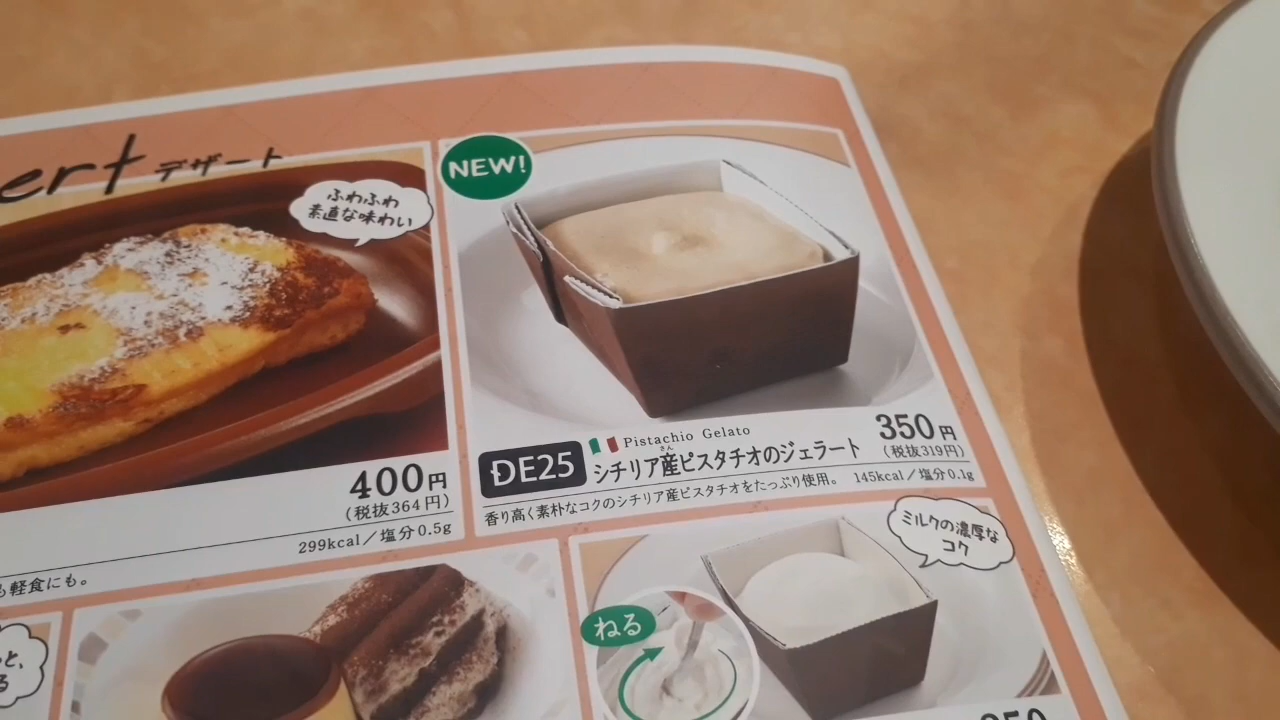 ert デザート
ふわふわ
素直な味わい
400円
(税抜364円)
299kcal/塩分0.5g
も軽食にも。
NEW!
DE25
Pistachio Gelato
さん
シチリア産ピスタチオのジェラート
350円
(税抜319円)
香り高く素朴なコクのシチリア産ピスタチオをたっぷり使用。 145kcal/塩分0.1g
ミルクの濃厚な
コク
ねる
と、
る